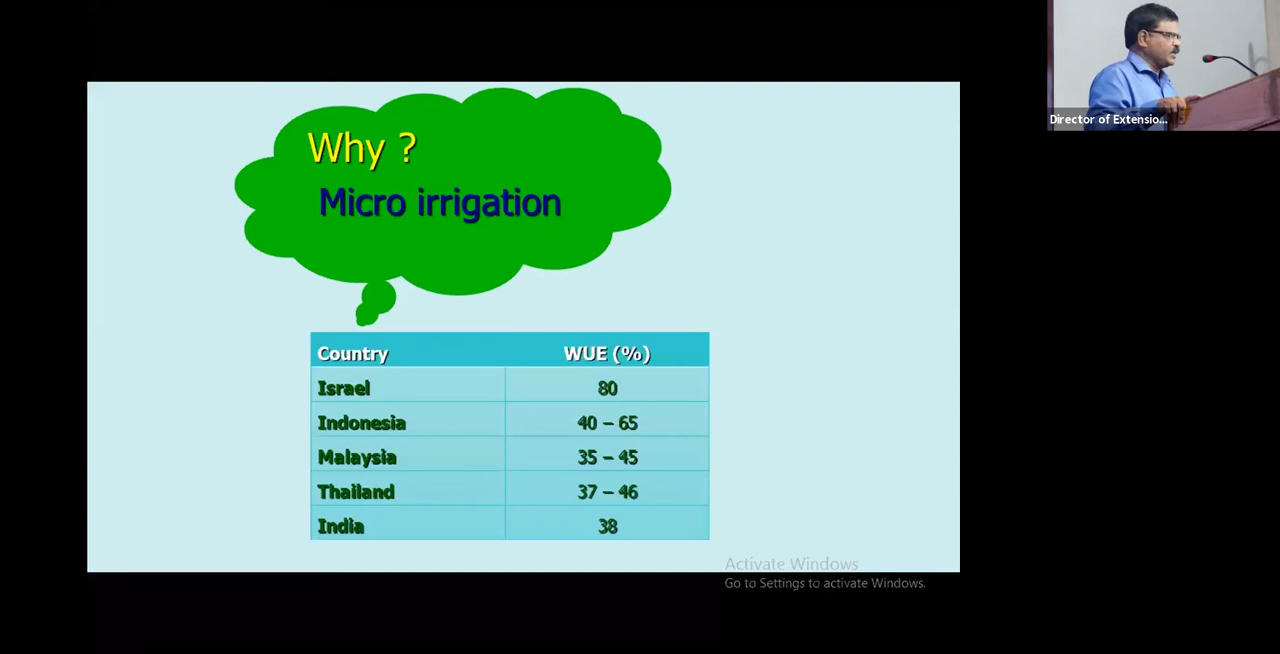 Why ?
Micro irrigation
Country WUE (%)
Israel 80
Indonesia 40 – 65
Malaysia 35 – 45
Thailand 37 – 46
India 38
Director of Extensio...
Activate Windows
Go to Settings to activate Windows.